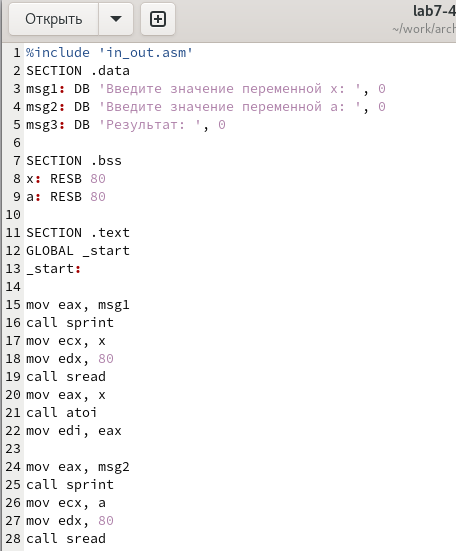 Открыть
lab7-4
~/work/arch
1 %include 'in_out.asm'
2 SECTION .data
3 msg1: DB 'Введите значение переменной x: ', 0
4 msg2: DB 'Введите значение переменной a: ', 0
5 msg3: DB 'Результат: ', 0
6
7 SECTION .bss
8 x: RESB 80
9 a: RESB 80
10
11 SECTION .text
12 GLOBAL _start
13 _start:
14
15 mov eax, msg1
16 call sprint
17 mov ecx, x
18 mov edx, 80
19 call sread
20 mov eax, x
21 call atoi
22 mov edi, eax
23
24 mov eax, msg2
25 call sprint
26 mov ecx, a
27 mov edx, 80
28 call sread